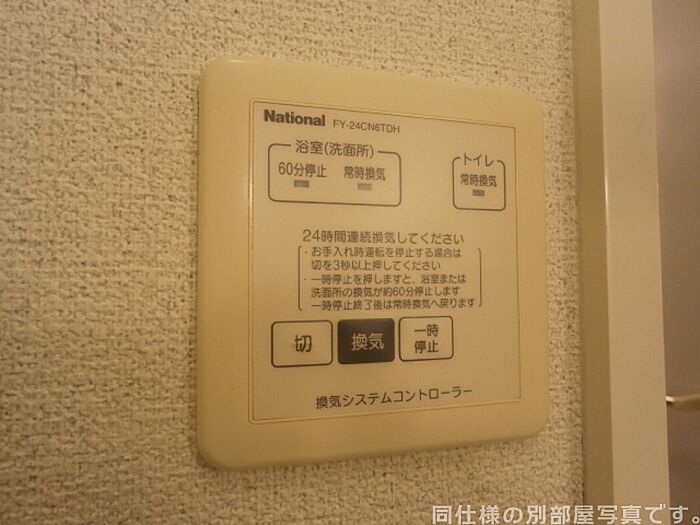 National FY-24CN6TDH
浴室(洗面所)
60分停止 常時換気
トイレ
常時換気
24時間連続換気してください
・お手入れ時運転を停止する場合は
切を3秒以上押してください
・一時停止を押しますと、浴室または
洗面所の換気が約60分停止します
一時停止終了後は常時換気へ戻ります
切
換気
一時
停止
換気システムコントローラー
同仕様の別部屋写真です。